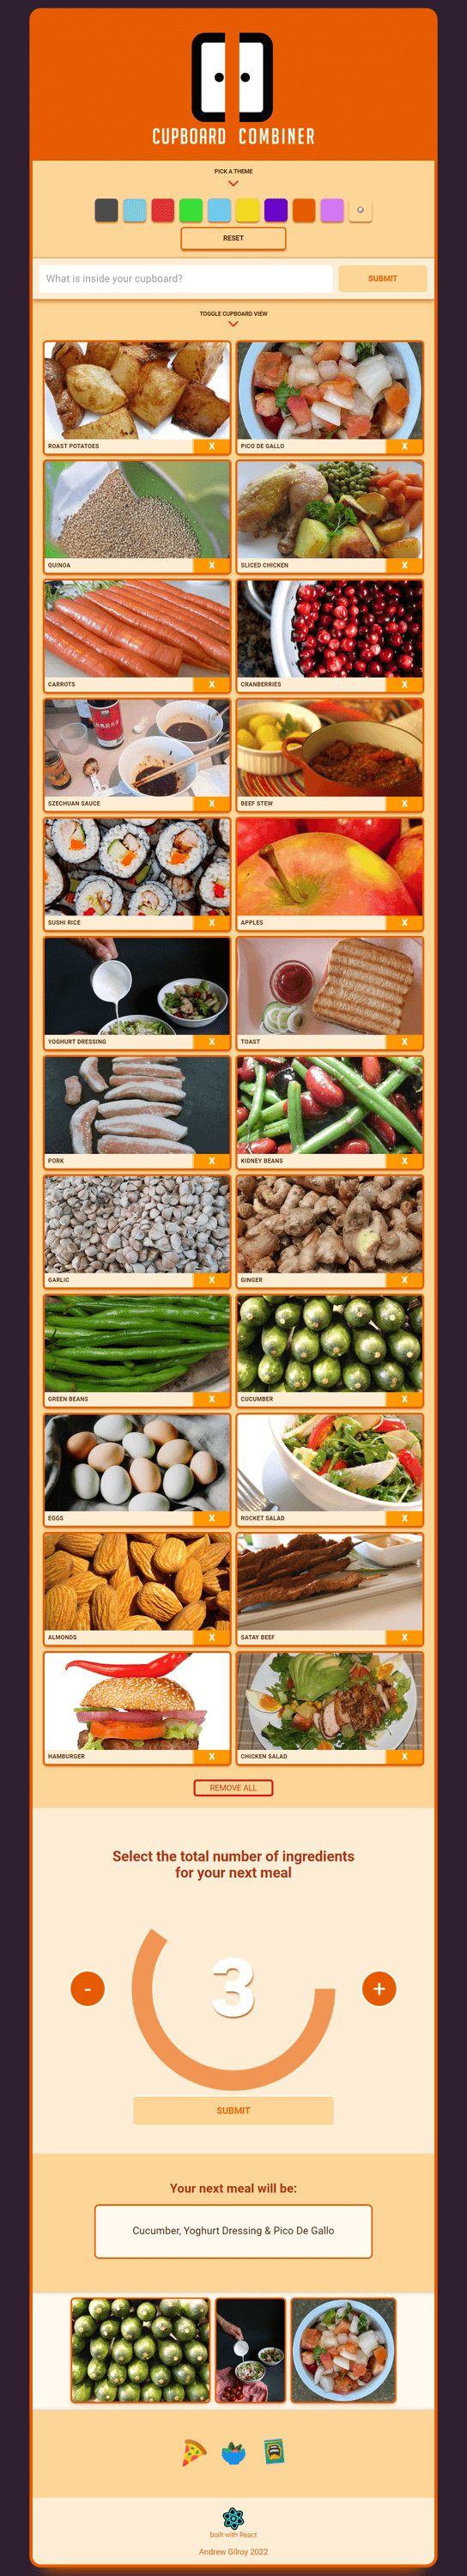 CUPBOARD COMBINER
PICK A THEME
RESET
What is inside your cupboard?
SUBMIT
TOGGLE CUPBOARD VIEW
ROAST POTATOES
X
PICO DE GALLO
X
QUINOA
X
SLICED CHICKEN
X
CARROTS
X
CRANBERRIES
X
SZECHUAN SAUCE
X
BEEF STEW
X
SUSHI RICE
X
APPLES
X
YOGHURT DRESSING
X
TOAST
X
PORK
X
KIDNEY BEANS
X
GARLIC
X
GINGER
X
GREEN BEANS
X
CUCUMBER
X
EGGS
X
ROCKET SALAD
X
ALMONDS
X
SATAY BEEF
X
HAMBURGER
X
CHICKEN SALAD
X
REMOVE ALL
Select the total number of ingredients
for your next meal
-
3
+
SUBMIT
Your next meal will be:
Cucumber, Yoghurt Dressing & Pico De Gallo
built with React
Andrew Gilroy 2022